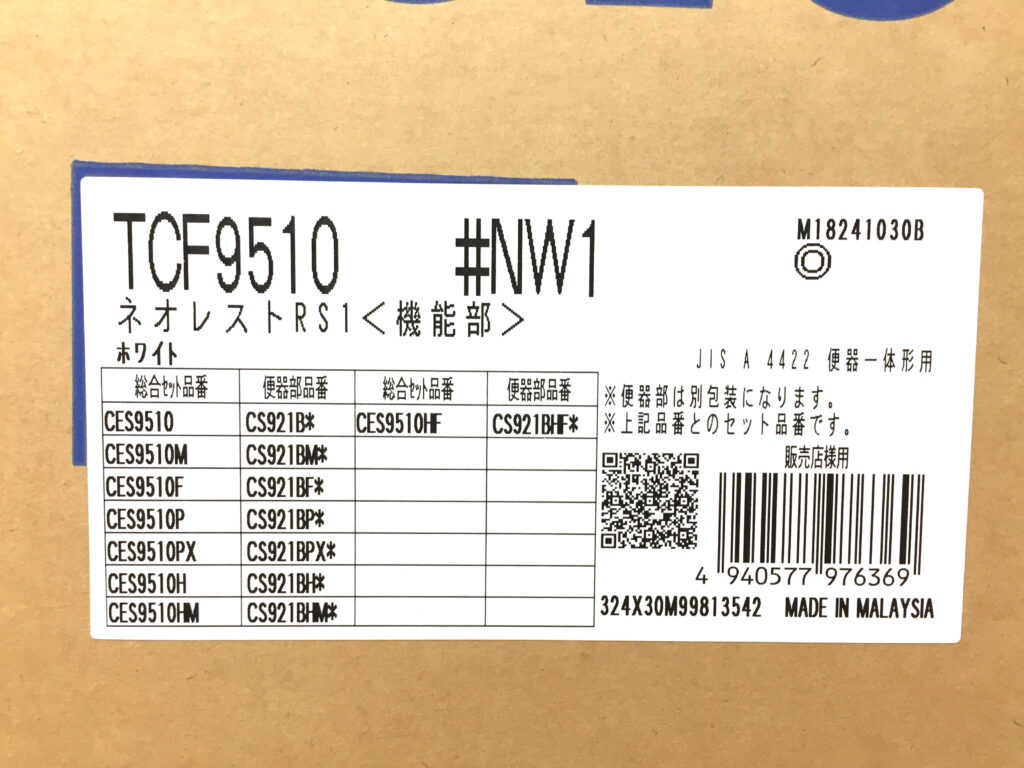 TCF9510 #NW1
M18241030B
ネオレストRS1<機能部>
ホワイト
JIS A 4422 便器一体形用
総合セット品番 便器部品番 総合セット品番 便器部品番
CES9510 CS921B* CES9510HF CS921BHF*
CES9510M CS921BM*
CES9510F CS921BF*
CES9510P CS921BP*
CES9510PX CS921BPX*
CES9510H CS921BH*
CES9510HM CS921BHM*
※便器部は別包装になります。
※上記品番とのセット品番です。
販売店様用
4 940577 976369
324X30M99813542 MADE IN MALAYSIA